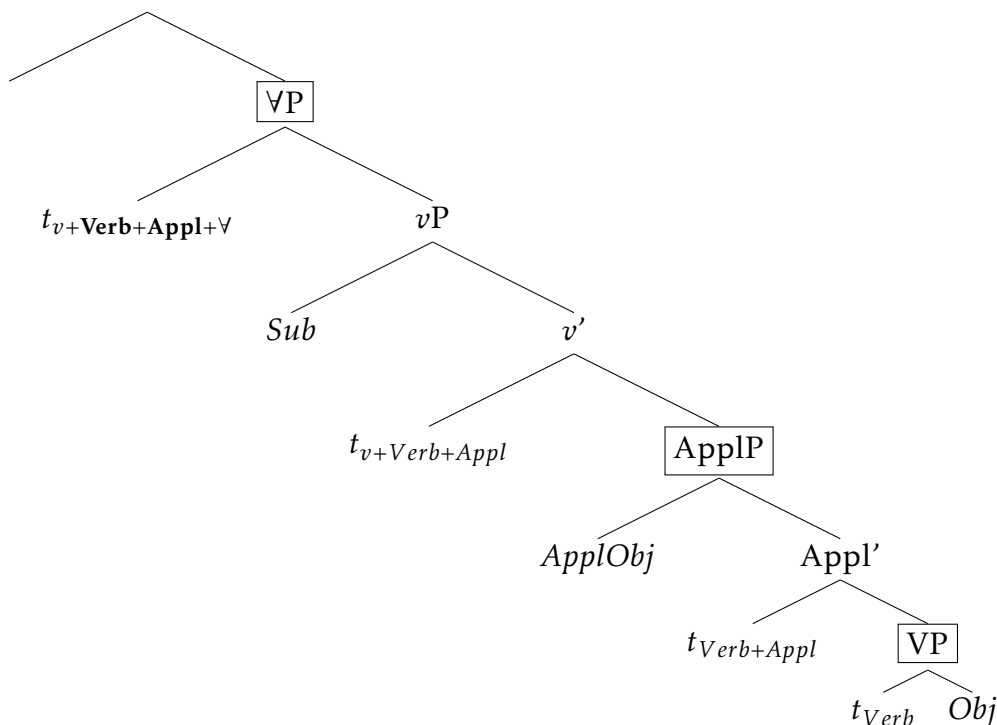 ∀P
t_{v+Verb+Appl+∀} vP
Sub v’
t_{v+Verb+Appl} ApplP
ApplObj Appl’
t_{Verb+Appl} VP
t_{Verb} Obj